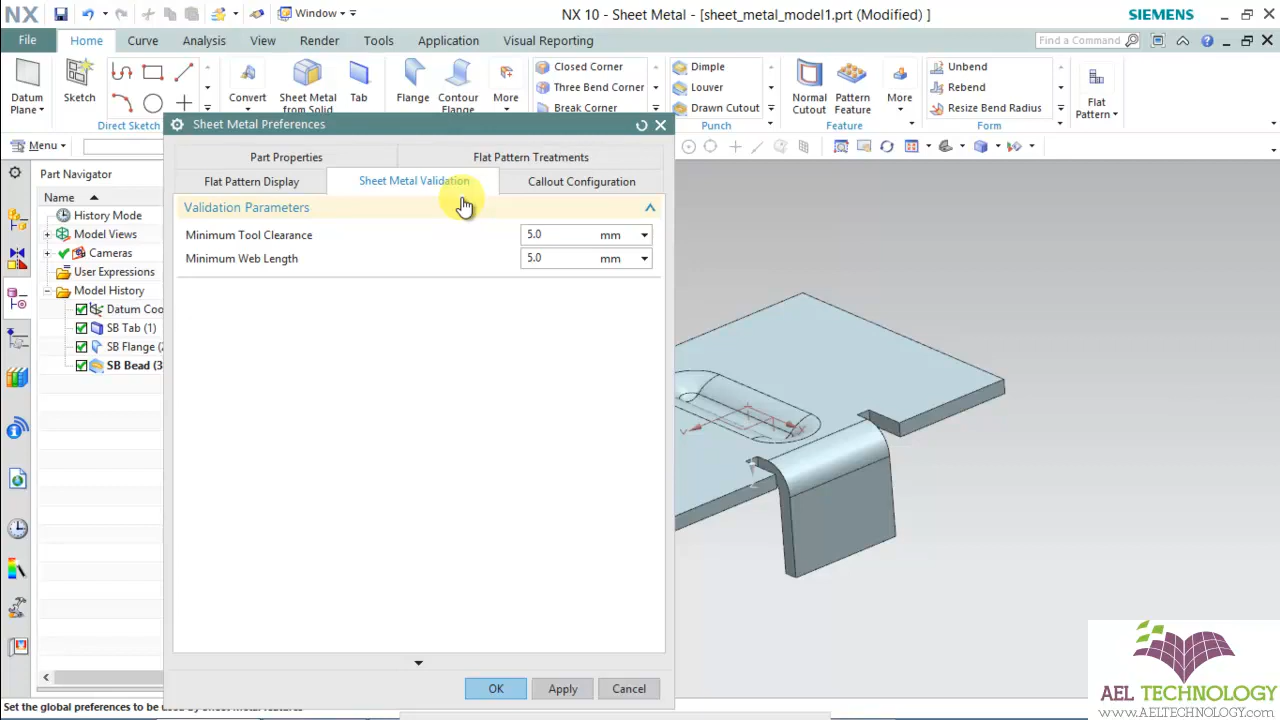 NX
Window
NX 10 - Sheet Metal - [sheet_metal_model1.prt (Modified) ]
SIEMENS
File
Home
Curve
Analysis
View
Render
Tools
Application
Visual Reporting
Find a Command
Datum
Plane
Sketch
Direct Sketch
Convert
Sheet Metal
from Solid
Tab
Flange
Contour
Flange
More
Closed Corner
Three Bend Corner
Break Corner
Dimple
Louver
Drawn Cutout
Punch
Normal
Cutout
Pattern
Feature
More
Feature
Unbend
Rebend
Resize Bend Radius
Form
Flat
Pattern
Menu
Sheet Metal Preferences
Part Properties
Flat Pattern Treatments
Flat Pattern Display
Sheet Metal Validation
Callout Configuration
Validation Parameters
Minimum Tool Clearance
5.0 mm
Minimum Web Length
5.0 mm
OK
Apply
Cancel
Part Navigator
Name
History Mode
Model Views
Cameras
User Expressions
Model History
Datum Coo
SB Tab (1)
SB Flange (2
SB Bead (3
Set the global preferences to be used by sheet metal features
AEL TECHNOLOGY
www.AELTECHNOLOGY.com